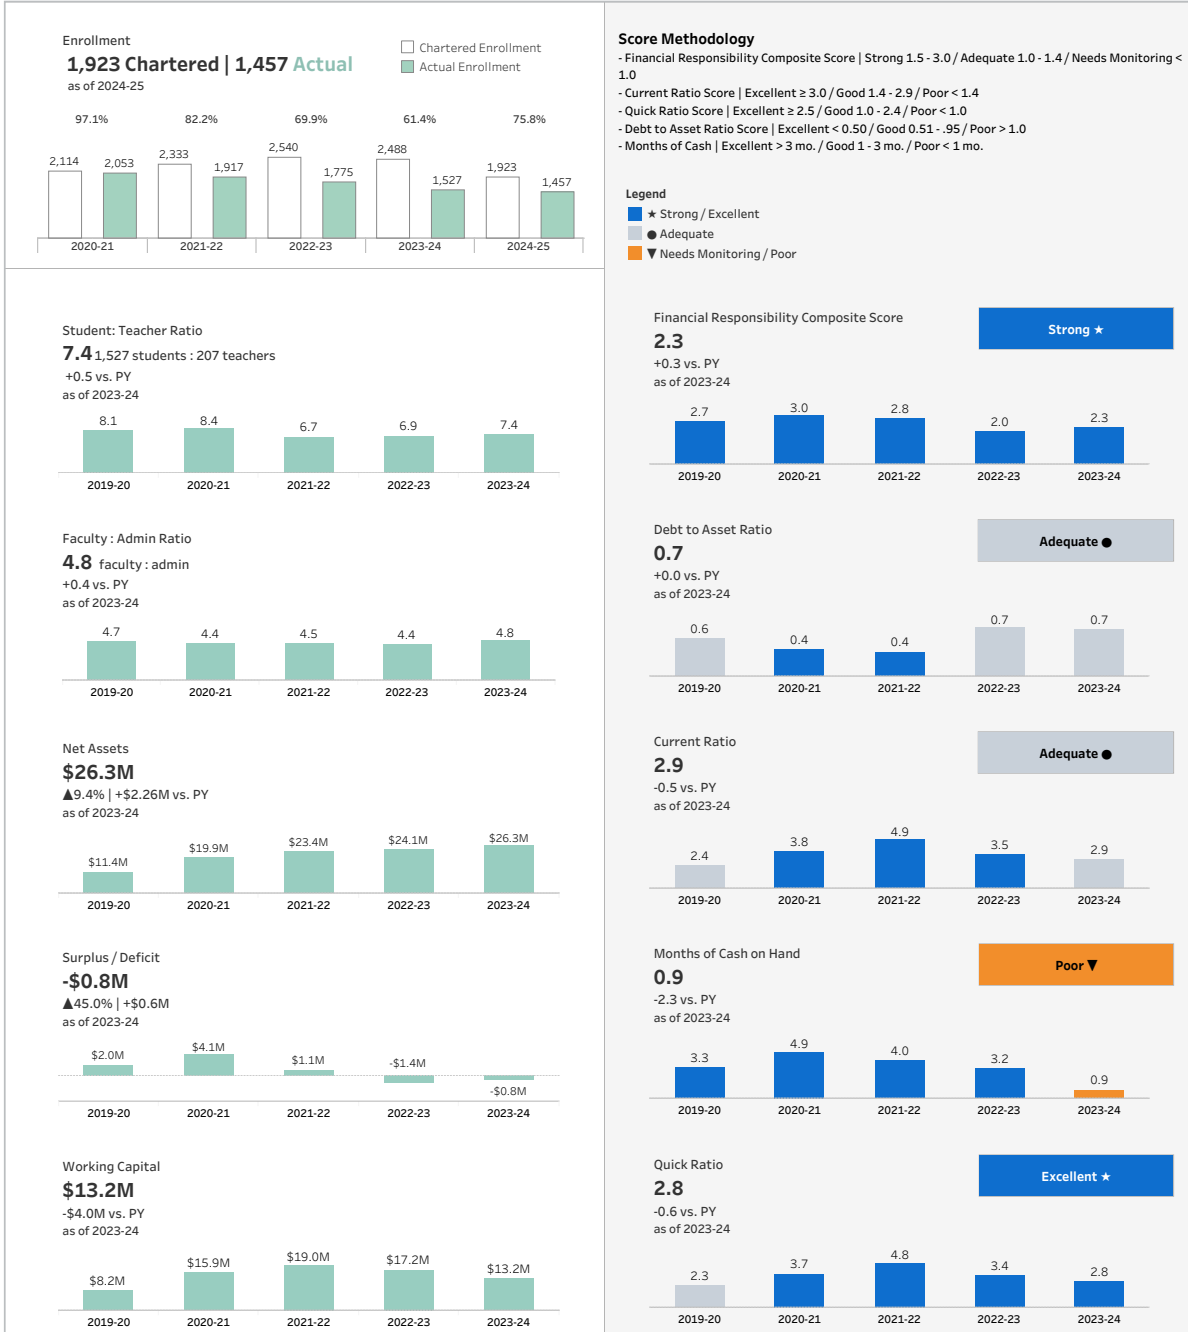 Enrollment
1,923 Chartered | 1,457 Actual
as of 2024-25
Chartered Enrollment
Actual Enrollment
97.1% 82.2% 69.9% 61.4% 75.8%
2,114 2,053 2,333 1,917 2,540 1,775 2,488 1,527 1,923 1,457
2020-21 2021-22 2022-23 2023-24 2024-25
Score Methodology
- Financial Responsibility Composite Score | Strong 1.5 - 3.0 / Adequate 1.0 - 1.4 / Needs Monitoring <
1.0
- Current Ratio Score | Excellent ≥ 3.0 / Good 1.4 - 2.9 / Poor < 1.4
- Quick Ratio Score | Excellent ≥ 2.5 / Good 1.0 - 2.4 / Poor < 1.0
- Debt to Asset Ratio Score | Excellent < 0.50 / Good 0.51 - .95 / Poor > 1.0
- Months of Cash | Excellent > 3 mo. / Good 1 - 3 mo. / Poor < 1 mo.
Legend
★ Strong / Excellent
● Adequate
▼ Needs Monitoring / Poor
Student: Teacher Ratio
7.4 1,527 students : 207 teachers
+0.5 vs. PY
as of 2023-24
8.1 8.4 6.7 6.9 7.4
2019-20 2020-21 2021-22 2022-23 2023-24
Faculty : Admin Ratio
4.8 faculty : admin
+0.4 vs. PY
as of 2023-24
4.7 4.4 4.5 4.4 4.8
2019-20 2020-21 2021-22 2022-23 2023-24
Net Assets
$26.3M
▲9.4% | +$2.26M vs. PY
as of 2023-24
$11.4M $19.9M $23.4M $24.1M $26.3M
2019-20 2020-21 2021-22 2022-23 2023-24
Surplus / Deficit
-$0.8M
▲45.0% | +$0.6M
as of 2023-24
$2.0M $4.1M $1.1M -$1.4M -$0.8M
2019-20 2020-21 2021-22 2022-23 2023-24
Working Capital
$13.2M
-$4.0M vs. PY
as of 2023-24
$8.2M $15.9M $19.0M $17.2M $13.2M
2019-20 2020-21 2021-22 2022-23 2023-24
Financial Responsibility Composite Score
2.3
+0.3 vs. PY
as of 2023-24
Strong ★
2.7 3.0 2.8 2.0 2.3
2019-20 2020-21 2021-22 2022-23 2023-24
Debt to Asset Ratio
0.7
+0.0 vs. PY
as of 2023-24
Adequate ●
0.6 0.4 0.4 0.7 0.7
2019-20 2020-21 2021-22 2022-23 2023-24
Current Ratio
2.9
-0.5 vs. PY
as of 2023-24
Adequate ●
2.4 3.8 4.9 3.5 2.9
2019-20 2020-21 2021-22 2022-23 2023-24
Months of Cash on Hand
0.9
-2.3 vs. PY
as of 2023-24
Poor ▼
3.3 4.9 4.0 3.2 0.9
2019-20 2020-21 2021-22 2022-23 2023-24
Quick Ratio
2.8
-0.6 vs. PY
as of 2023-24
Excellent ★
2.3 3.7 4.8 3.4 2.8
2019-20 2020-21 2021-22 2022-23 2023-24